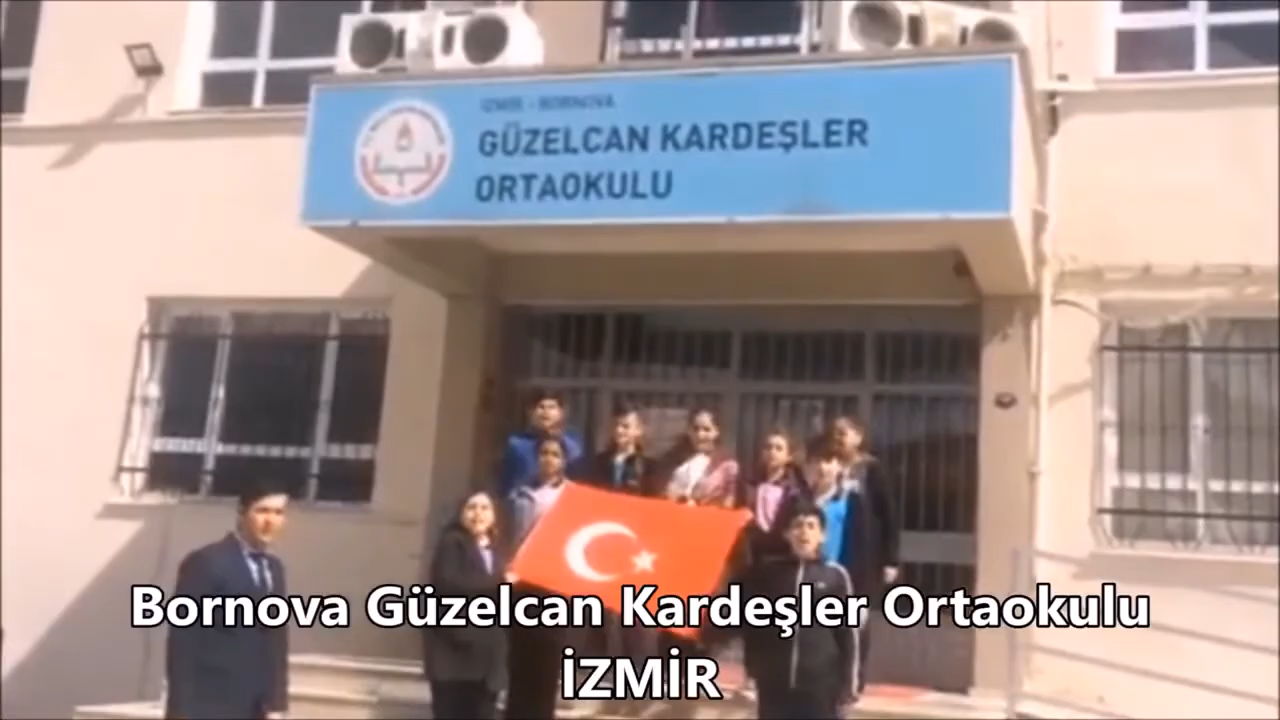 İZMİR - BORNOVA
GÜZELCAN KARDEŞLER
ORTAOKULU
Bornova Güzelcan Kardeşler Ortaokulu
İZMİR